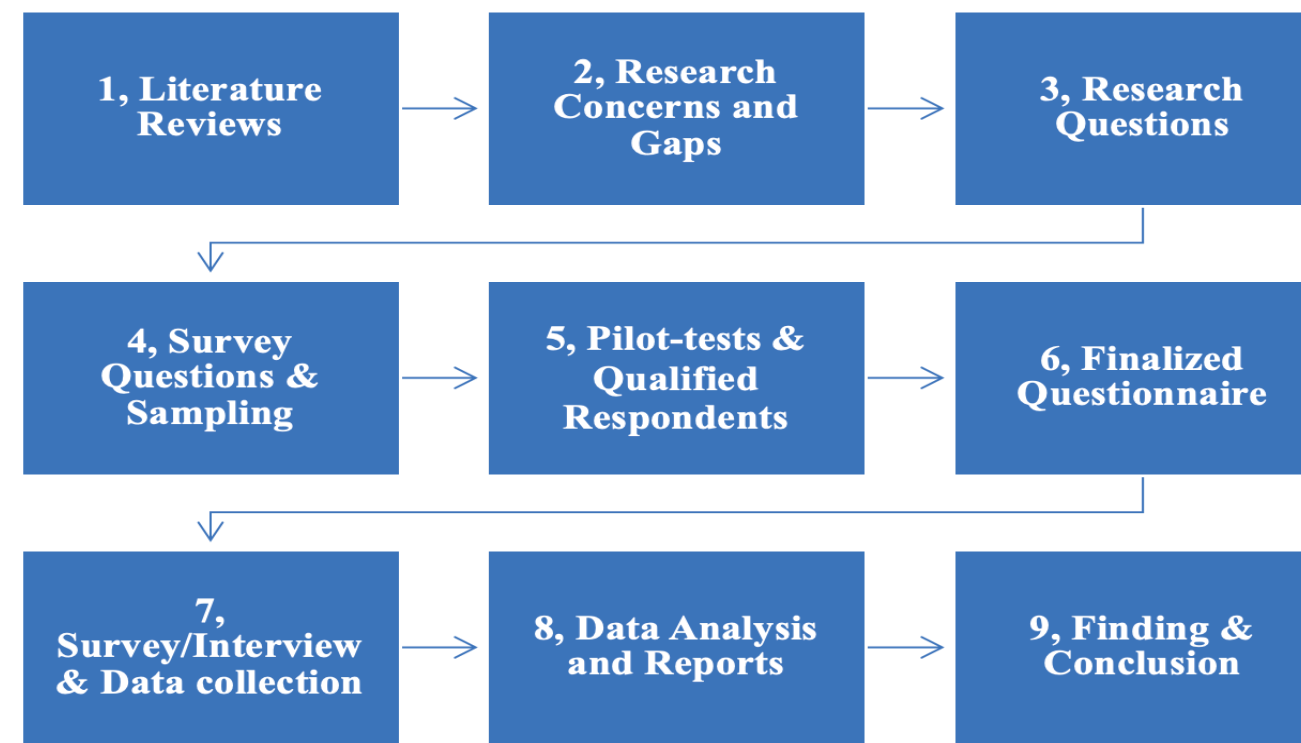 1, Literature
Reviews
2, Research
Concerns and
Gaps
3, Research
Questions
4, Survey
Questions &
Sampling
5, Pilot-tests &
Qualified
Respondents
6, Finalized
Questionnaire
7,
Survey/Interview
& Data collection
8, Data Analysis
and Reports
9, Finding &
Conclusion